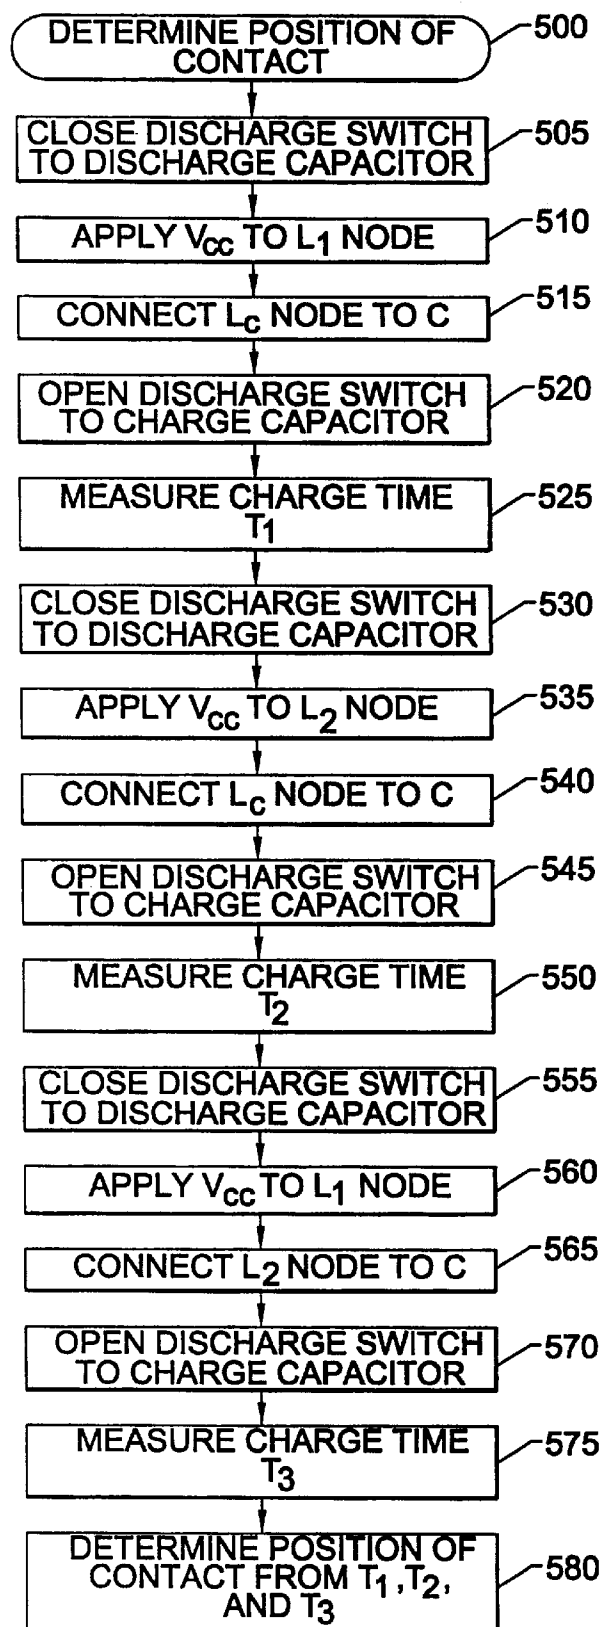 DETERMINE POSITION OF
CONTACT
500
CLOSE DISCHARGE SWITCH
TO DISCHARGE CAPACITOR
505
APPLY VCC TO L1 NODE
510
CONNECT LC NODE TO C
515
OPEN DISCHARGE SWITCH
TO CHARGE CAPACITOR
520
MEASURE CHARGE TIME
T1
525
CLOSE DISCHARGE SWITCH
TO DISCHARGE CAPACITOR
530
APPLY VCC TO L2 NODE
535
CONNECT LC NODE TO C
540
OPEN DISCHARGE SWITCH
TO CHARGE CAPACITOR
545
MEASURE CHARGE TIME
T2
550
CLOSE DISCHARGE SWITCH
TO DISCHARGE CAPACITOR
555
APPLY VCC TO L1 NODE
560
CONNECT L2 NODE TO C
565
OPEN DISCHARGE SWITCH
TO CHARGE CAPACITOR
570
MEASURE CHARGE TIME
T3
575
DETERMINE POSITION OF
CONTACT FROM T1,T2,
AND T3
580